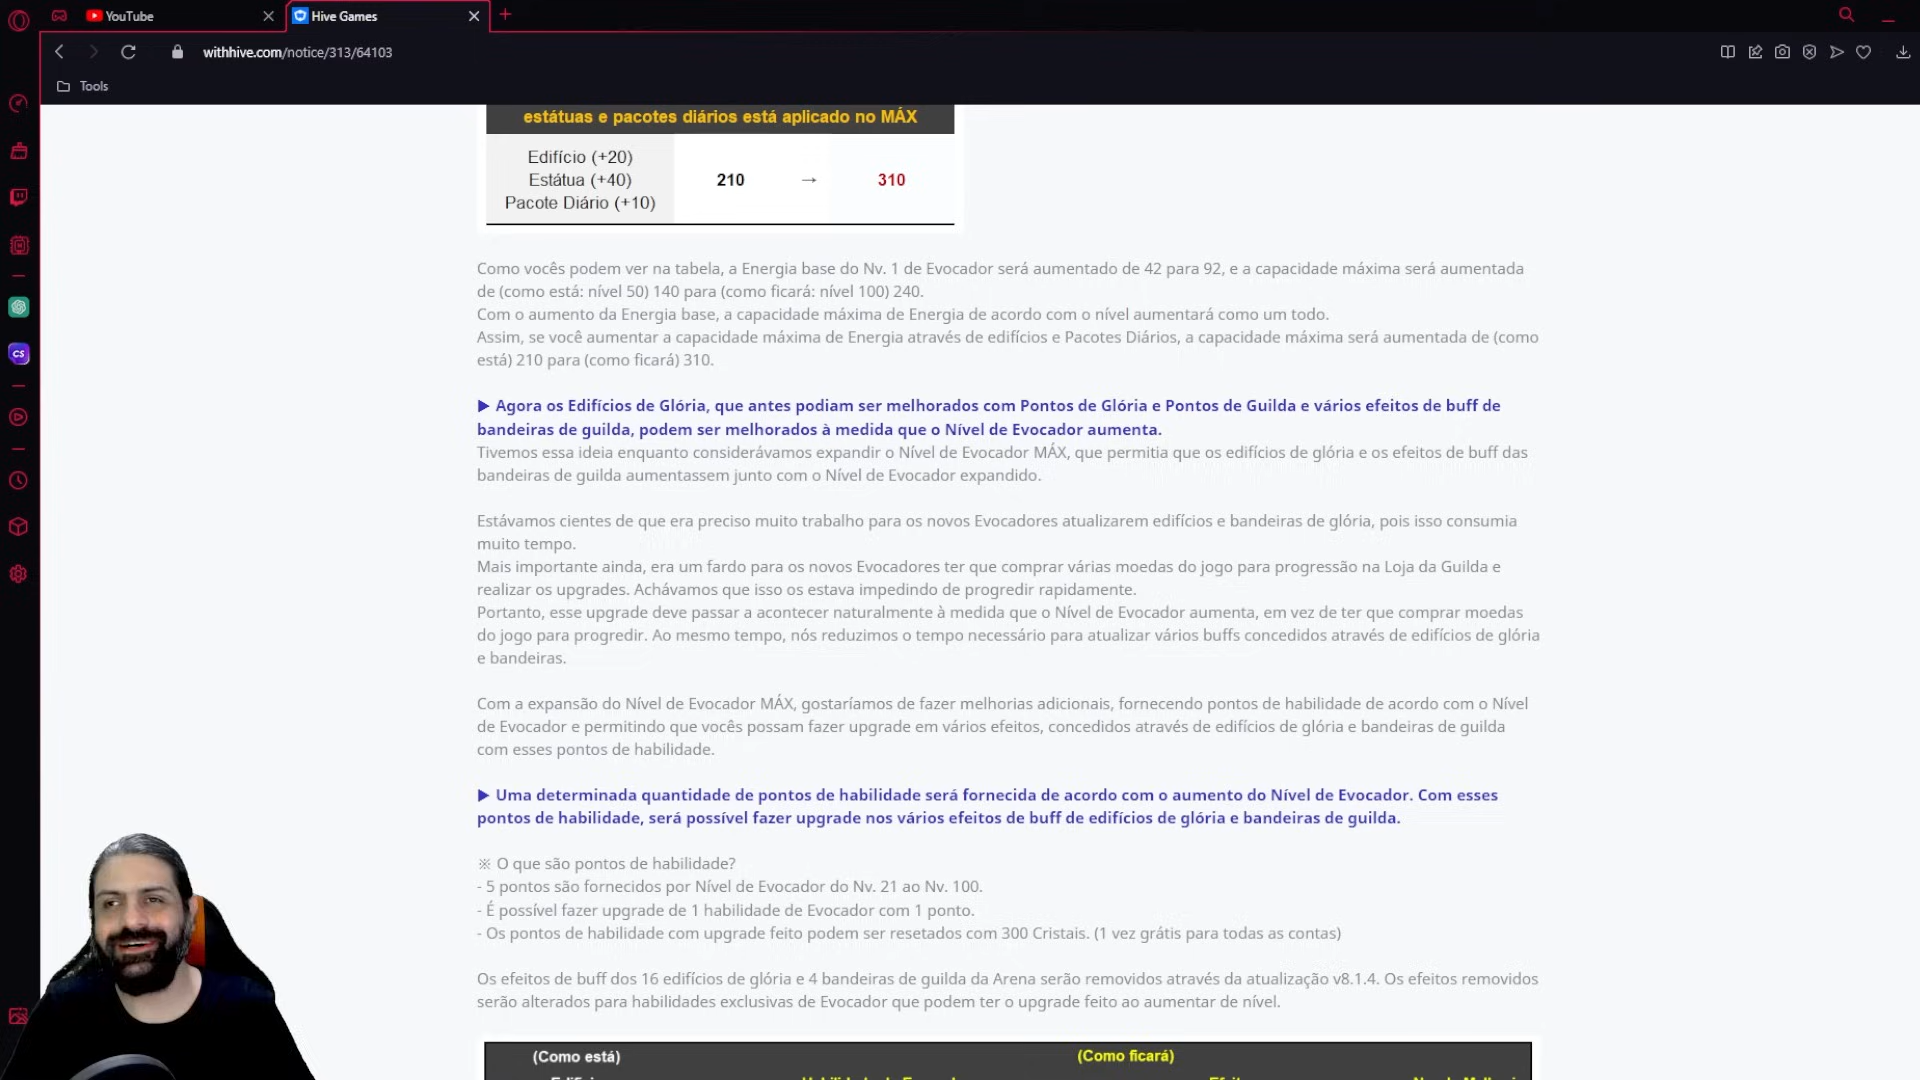 YouTube
Hive Games
withhive.com/notice/313/64103
Tools
estátuas e pacotes diários está aplicado no MÁX
Edifício (+20)
Estátua (+40)
Pacote Diário (+10)
210 → 310
Como vocês podem ver na tabela, a Energia base do Nv. 1 de Evocador será aumentado de 42 para 92, e a capacidade máxima será aumentada
de (como está: nível 50) 140 para (como ficará: nível 100) 240.
Com o aumento da Energia base, a capacidade máxima de Energia de acordo com o nível aumentará como um todo.
Assim, se você aumentar a capacidade máxima de Energia através de edifícios e Pacotes Diários, a capacidade máxima será aumentada de (como
está) 210 para (como ficará) 310.
▶ Agora os Edifícios de Glória, que antes podiam ser melhorados com Pontos de Glória e Pontos de Guilda e vários efeitos de buff de
bandeiras de guilda, podem ser melhorados à medida que o Nível de Evocador aumenta.
Tivemos essa ideia enquanto considerávamos expandir o Nível de Evocador MÁX, que permitia que os edifícios de glória e os efeitos de buff das
bandeiras de guilda aumentassem junto com o Nível de Evocador expandido.
Estávamos cientes de que era preciso muito trabalho para os novos Evocadores atualizarem edifícios e bandeiras de glória, pois isso consumia
muito tempo.
Mais importante ainda, era um fardo para os novos Evocadores ter que comprar várias moedas do jogo para progressão na Loja da Guilda e
realizar os upgrades. Achávamos que isso os estava impedindo de progredir rapidamente.
Portanto, esse upgrade deve passar a acontecer naturalmente à medida que o Nível de Evocador aumenta, em vez de ter que comprar moedas
do jogo para progredir. Ao mesmo tempo, nós reduzimos o tempo necessário para atualizar vários buffs concedidos através de edifícios de glória
e bandeiras.
Com a expansão do Nível de Evocador MÁX, gostaríamos de fazer melhorias adicionais, fornecendo pontos de habilidade de acordo com o Nível
de Evocador e permitindo que vocês possam fazer upgrade em vários efeitos, concedidos através de edifícios de glória e bandeiras de guilda
com esses pontos de habilidade.
▶ Uma determinada quantidade de pontos de habilidade será fornecida de acordo com o aumento do Nível de Evocador. Com esses
pontos de habilidade, será possível fazer upgrade nos vários efeitos de buff de edifícios de glória e bandeiras de guilda.
※ O que são pontos de habilidade?
- 5 pontos são fornecidos por Nível de Evocador do Nv. 21 ao Nv. 100.
- É possível fazer upgrade de 1 habilidade de Evocador com 1 ponto.
- Os pontos de habilidade com upgrade feito podem ser resetados com 300 Cristais. (1 vez grátis para todas as contas)
Os efeitos de buff dos 16 edifícios de glória e 4 bandeiras de guilda da Arena serão removidos através da atualização v8.1.4. Os efeitos removidos
serão alterados para habilidades exclusivas de Evocador que podem ter o upgrade feito ao aumentar de nível.
(Como está) (Como ficará)